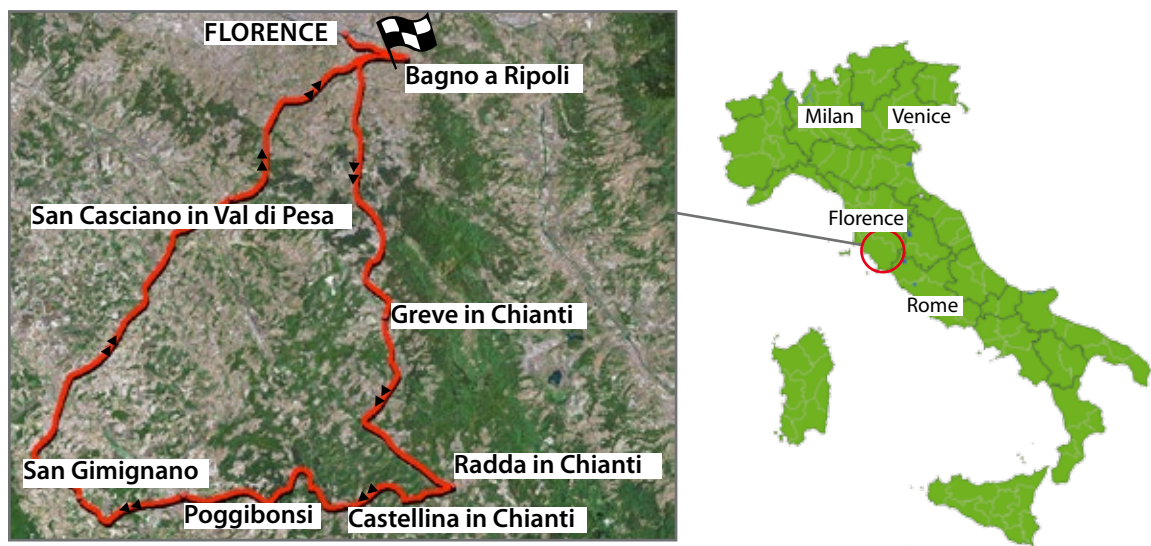 FLORENCE
Bagno a Ripoli
San Casciano in Val di Pesa
Greve in Chianti
San Gimignano
Radda in Chianti
Poggibonsi
Castellina in Chianti
Milan
Venice
Florence
Rome